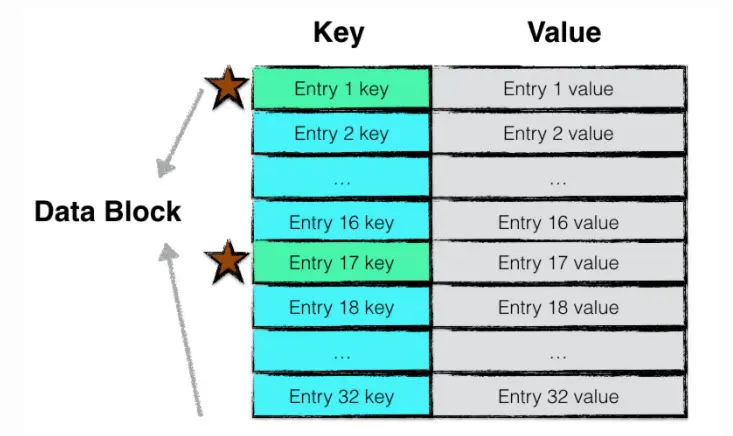 Key Value
Entry 1 key Entry 1 value
Entry 2 key Entry 2 value
... ...
Entry 16 key Entry 16 value
Data Block
Entry 17 key Entry 17 value
Entry 18 key Entry 18 value
... ...
Entry 32 key Entry 32 value